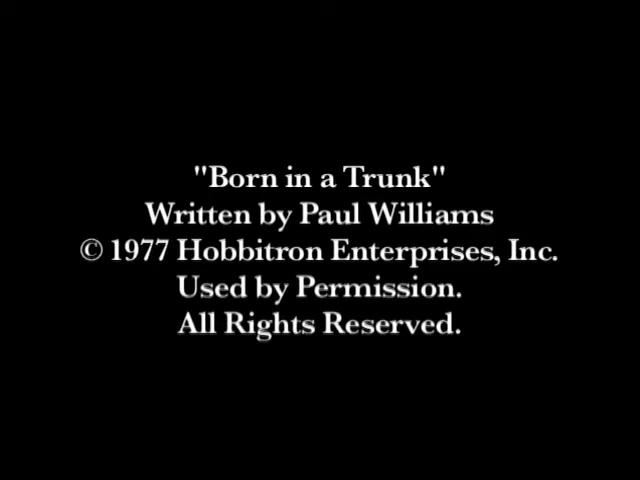 "Born in a Trunk"
Written by Paul Williams
© 1977 Hobbitron Enterprises, Inc.
Used by Permission.
All Rights Reserved.